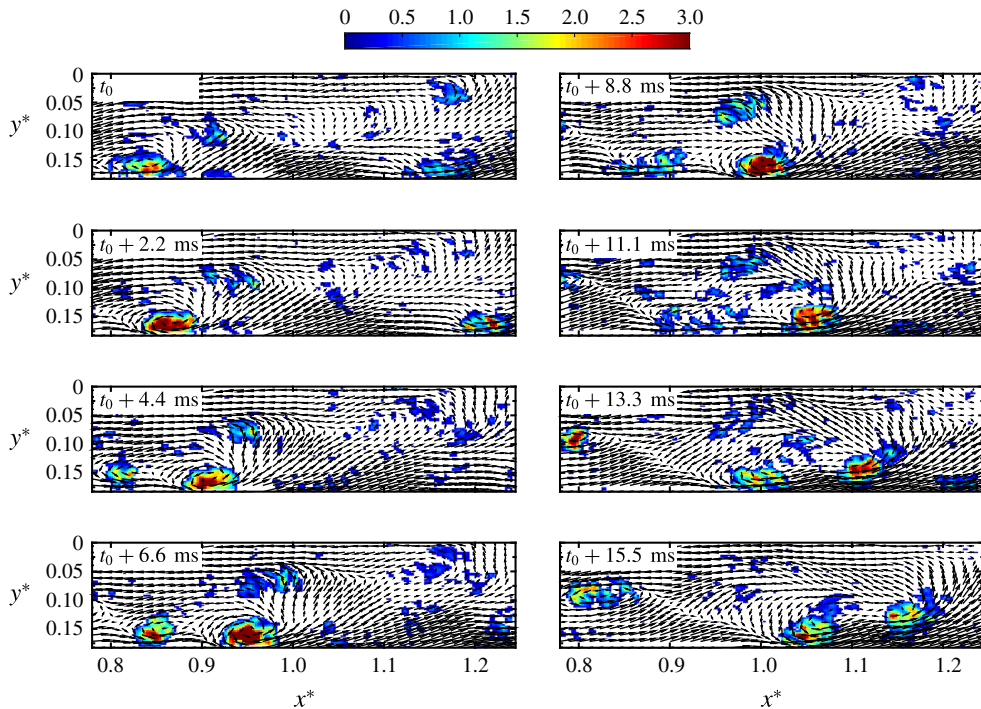 0 0.5 1.0 1.5 2.0 2.5 3.0
t₀
y*
0
0.05
0.10
0.15
t₀ + 8.8 ms
t₀ + 2.2 ms
y*
0
0.05
0.10
0.15
t₀ + 11.1 ms
t₀ + 4.4 ms
y*
0
0.05
0.10
0.15
t₀ + 13.3 ms
t₀ + 6.6 ms
y*
0
0.05
0.10
0.15
t₀ + 15.5 ms
0.8 0.9 1.0 1.1 1.2
0.8 0.9 1.0 1.1 1.2
x*
x*